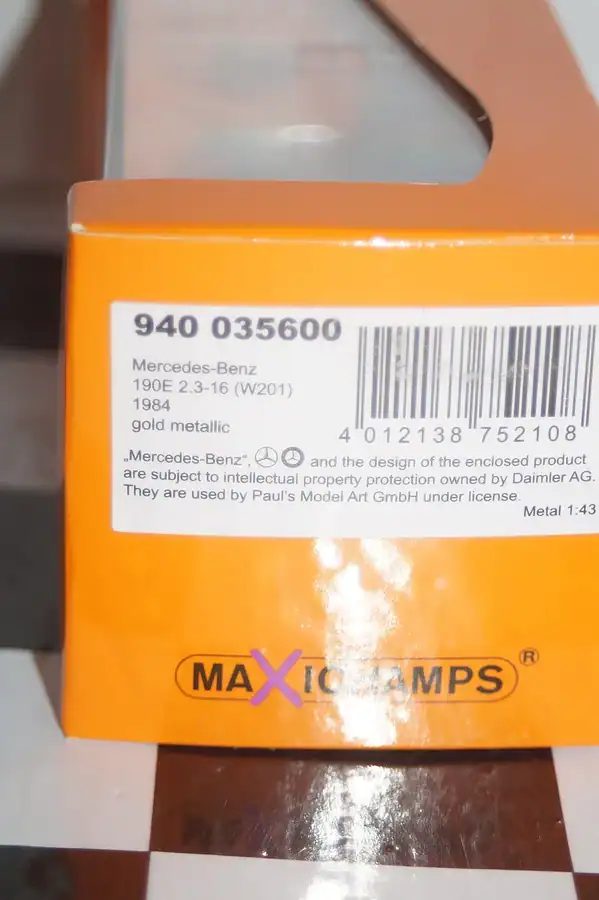 940 035600
Mercedes-Benz
190E 2.3-16 (W201)
1984
gold metallic
4 012138 752108
„Mercedes-Benz", and the design of the enclosed product
are subject to intellectual property protection owned by Daimler AG.
They are used by Paul's Model Art GmbH under license.
Metal 1:43
MAXICHAMPS®